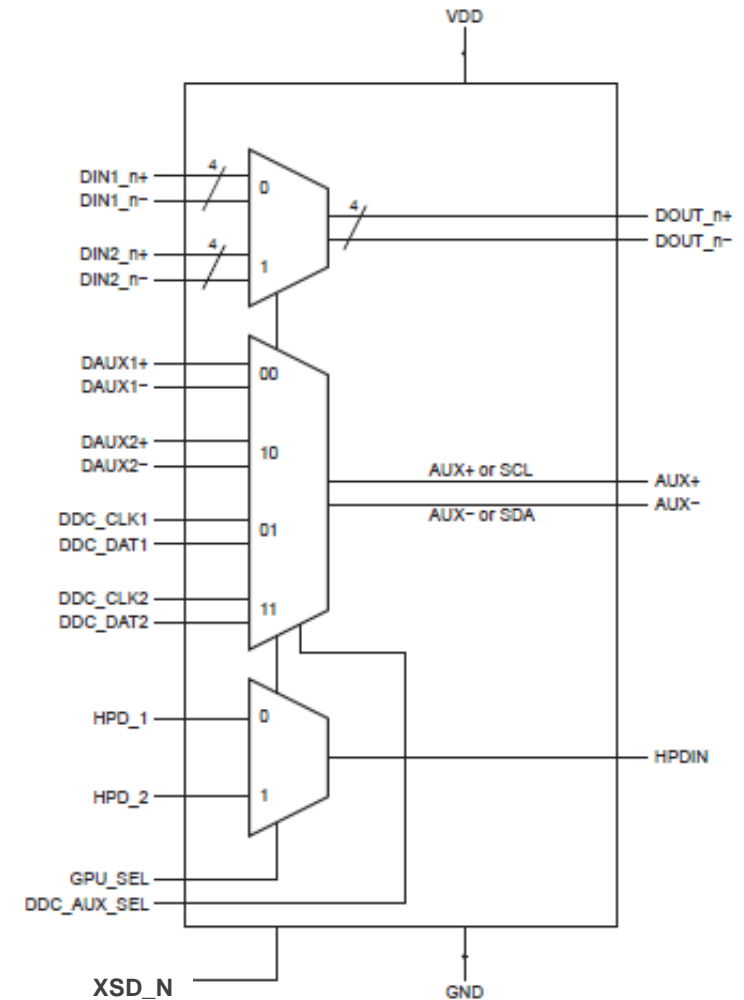 VDD
4
DIN1_n+
DIN1_n−
0
4
DOUT_n+
DOUT_n−
4
DIN2_n+
DIN2_n−
1
DAUX1+
DAUX1−
00
DAUX2+
DAUX2−
10
AUX+ or SCL
AUX+
AUX− or SDA
AUX−
DDC_CLK1
DDC_DAT1
01
DDC_CLK2
DDC_DAT2
11
HPD_1
0
HPDIN
HPD_2
1
GPU_SEL
DDC_AUX_SEL
XSD_N
GND